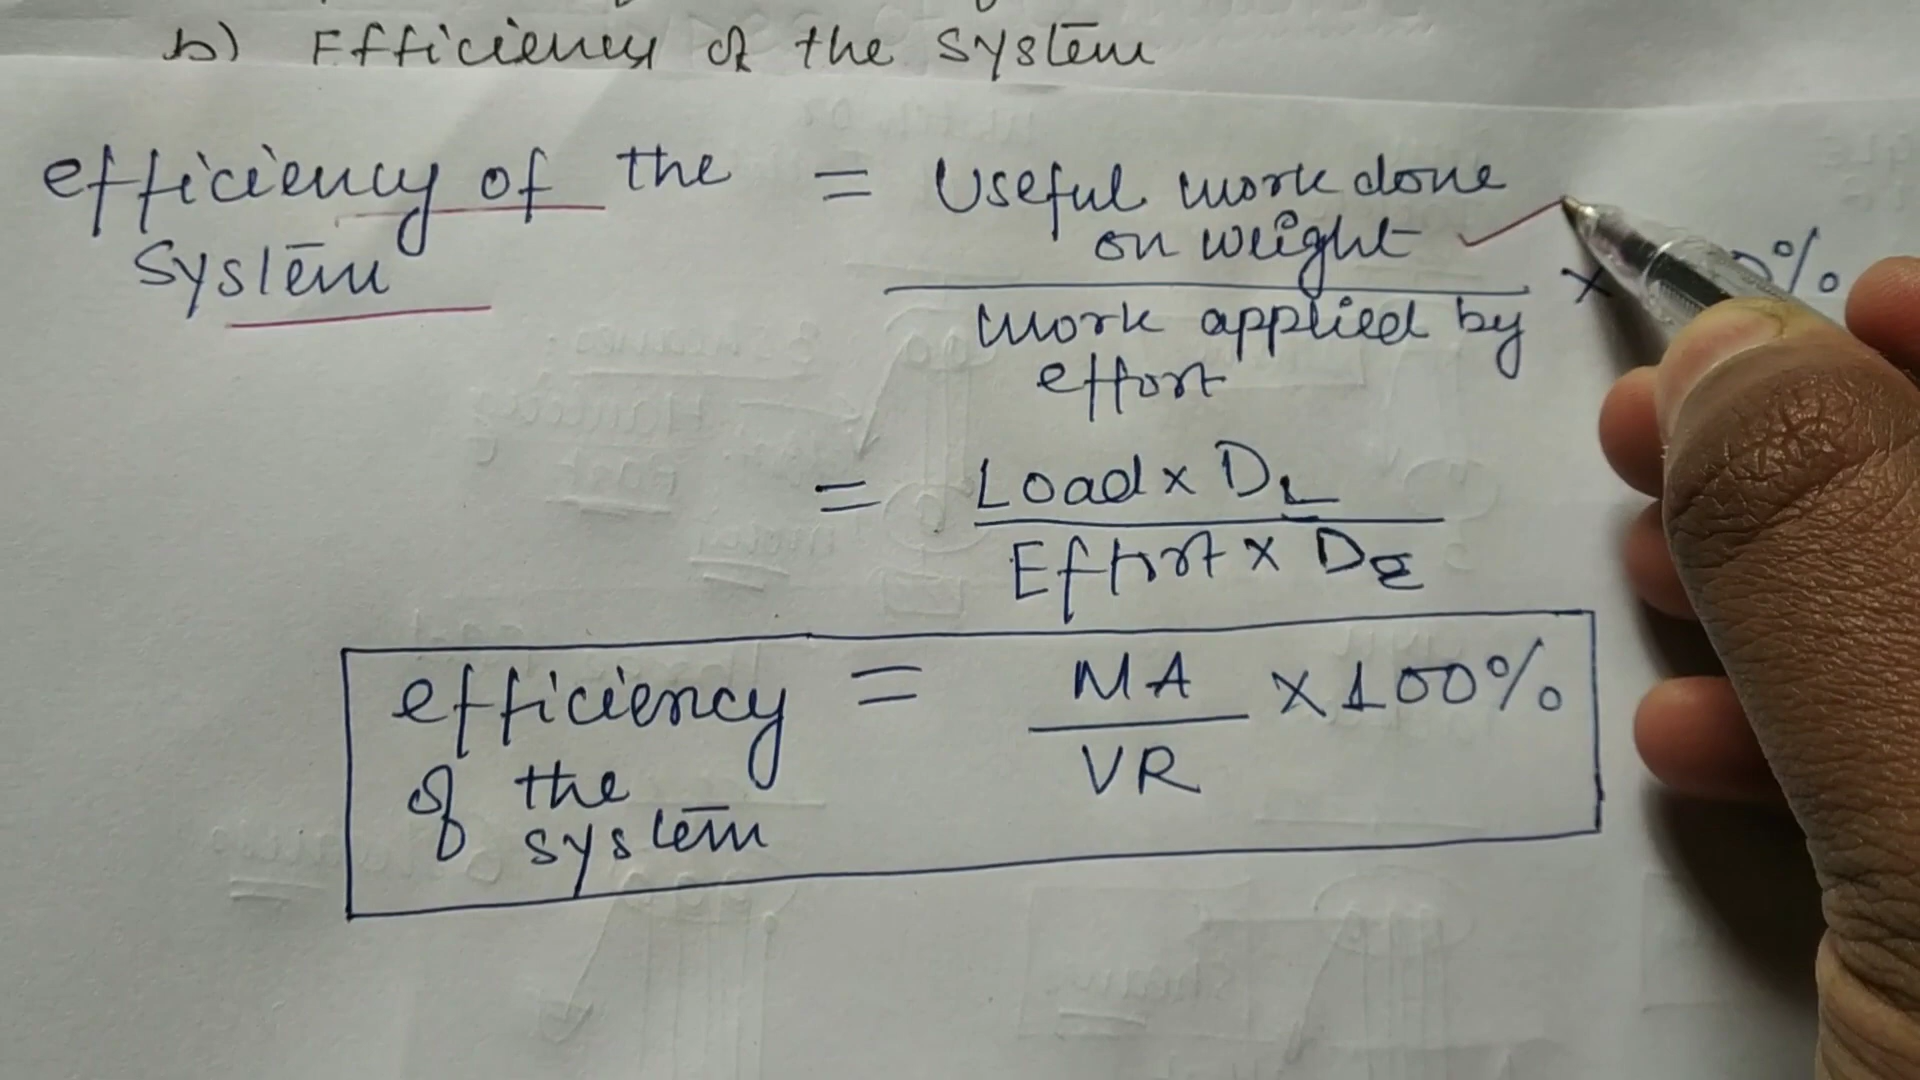 b) Efficiency of the system
efficiency of the = Useful work done
system on weight
× %
work applied by
effort
= Load × DL
Effort × DE
efficiency = MA × 100%
of the VR
system